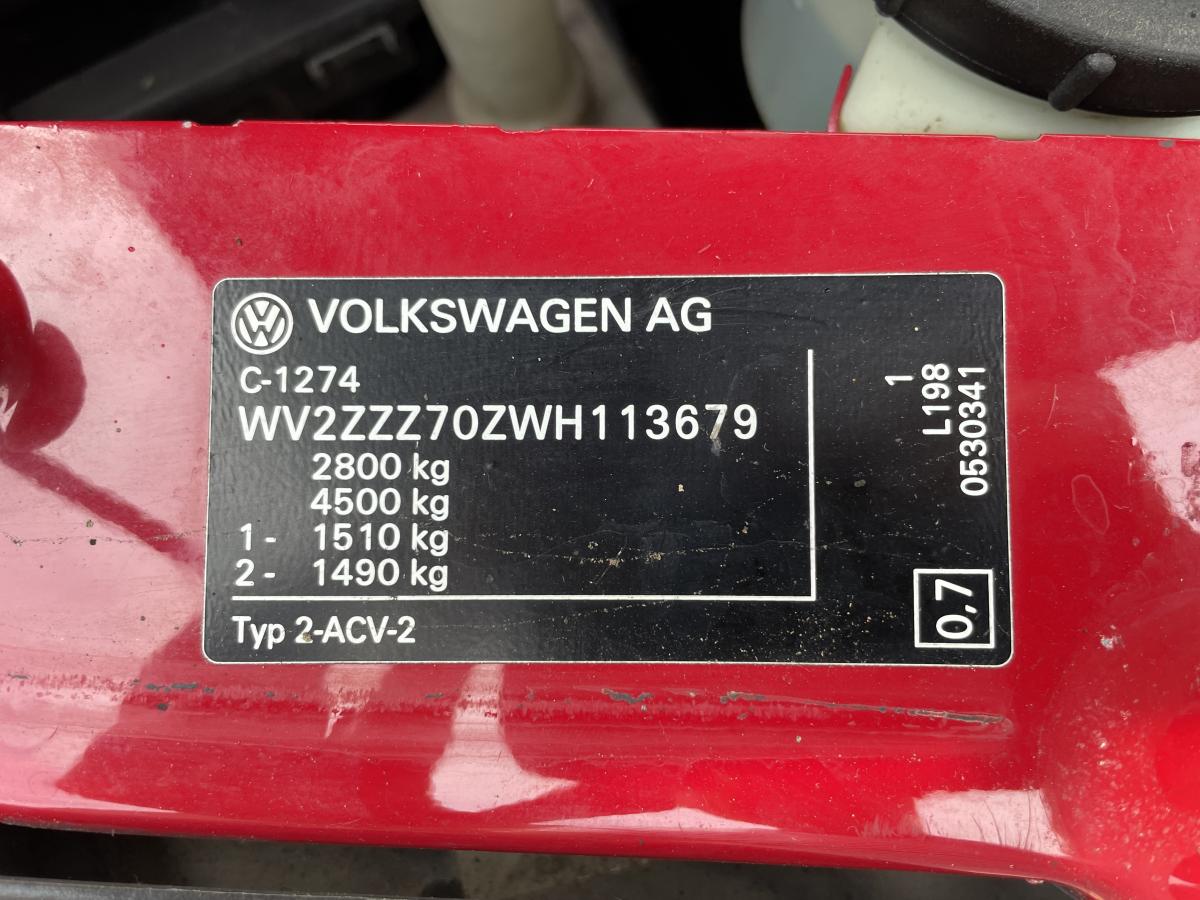 VOLKSWAGEN AG
C-1274
WV2ZZZ70ZWH113679
2800 kg
4500 kg
1- 1510 kg
2- 1490 kg
Typ 2-ACV-2
1
L198
0530341
0,7